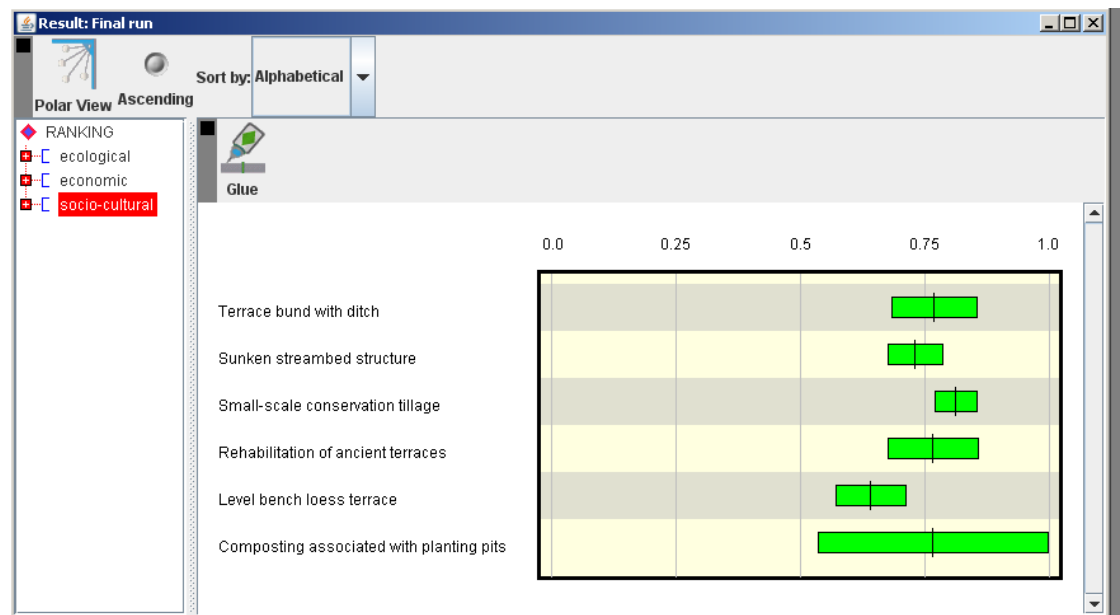 Result: Final run
Polar View
Ascending
Sort by: Alphabetical
RANKING
ecological
economic
socio-cultural
Glue
0.0 0.25 0.5 0.75 1.0
Terrace bund with ditch
Sunken streambed structure
Small-scale conservation tillage
Rehabilitation of ancient terraces
Level bench loess terrace
Composting associated with planting pits